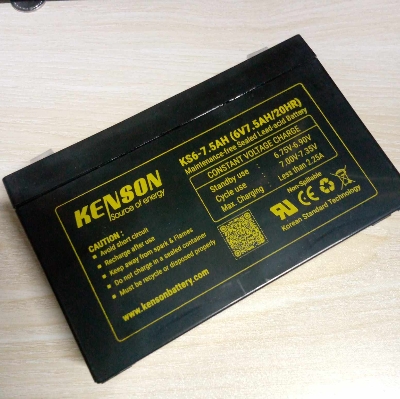 KENSON
Source of energy
CAUTION :
Avoid short circuit
Recharge after use
Keep away from spark & Flames
Do not charge in a sealed container
Must be recycle or disposed properly
www.kensonbattery.com
KS6-7.5AH (6V7.5AH/20HR)
Maintenance-free Sealed Lead-acid Battery
CONSTANT VOLTAGE CHARGE
Standby use 6.75V-6.90V
Cycle use 7.00V-7.35V
Max. Charging Less than 2.25A
Non-Spillable
Pb
Korean Standard Technology